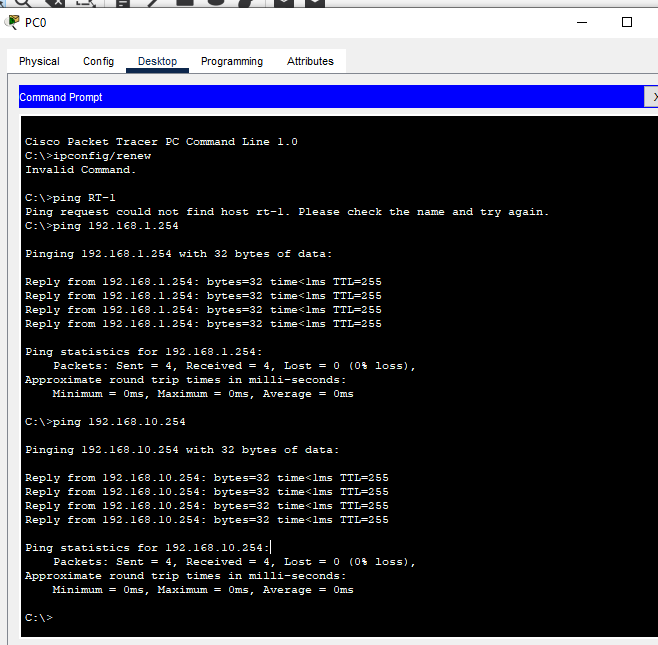 PC0
Physical Config Desktop Programming Attributes
Command Prompt
X
Cisco Packet Tracer PC Command Line 1.0
C:\>ipconfig/renew
Invalid Command.
C:\>ping RT-1
Ping request could not find host rt-1. Please check the name and try again.
C:\>ping 192.168.1.254
Pinging 192.168.1.254 with 32 bytes of data:
Reply from 192.168.1.254: bytes=32 time<1ms TTL=255
Reply from 192.168.1.254: bytes=32 time<1ms TTL=255
Reply from 192.168.1.254: bytes=32 time<1ms TTL=255
Reply from 192.168.1.254: bytes=32 time<1ms TTL=255
Ping statistics for 192.168.1.254:
Packets: Sent = 4, Received = 4, Lost = 0 (0% loss),
Approximate round trip times in milli-seconds:
Minimum = 0ms, Maximum = 0ms, Average = 0ms
C:\>ping 192.168.10.254
Pinging 192.168.10.254 with 32 bytes of data:
Reply from 192.168.10.254: bytes=32 time<1ms TTL=255
Reply from 192.168.10.254: bytes=32 time<1ms TTL=255
Reply from 192.168.10.254: bytes=32 time<1ms TTL=255
Reply from 192.168.10.254: bytes=32 time<1ms TTL=255
Ping statistics for 192.168.10.254:
Packets: Sent = 4, Received = 4, Lost = 0 (0% loss),
Approximate round trip times in milli-seconds:
Minimum = 0ms, Maximum = 0ms, Average = 0ms
C:\>